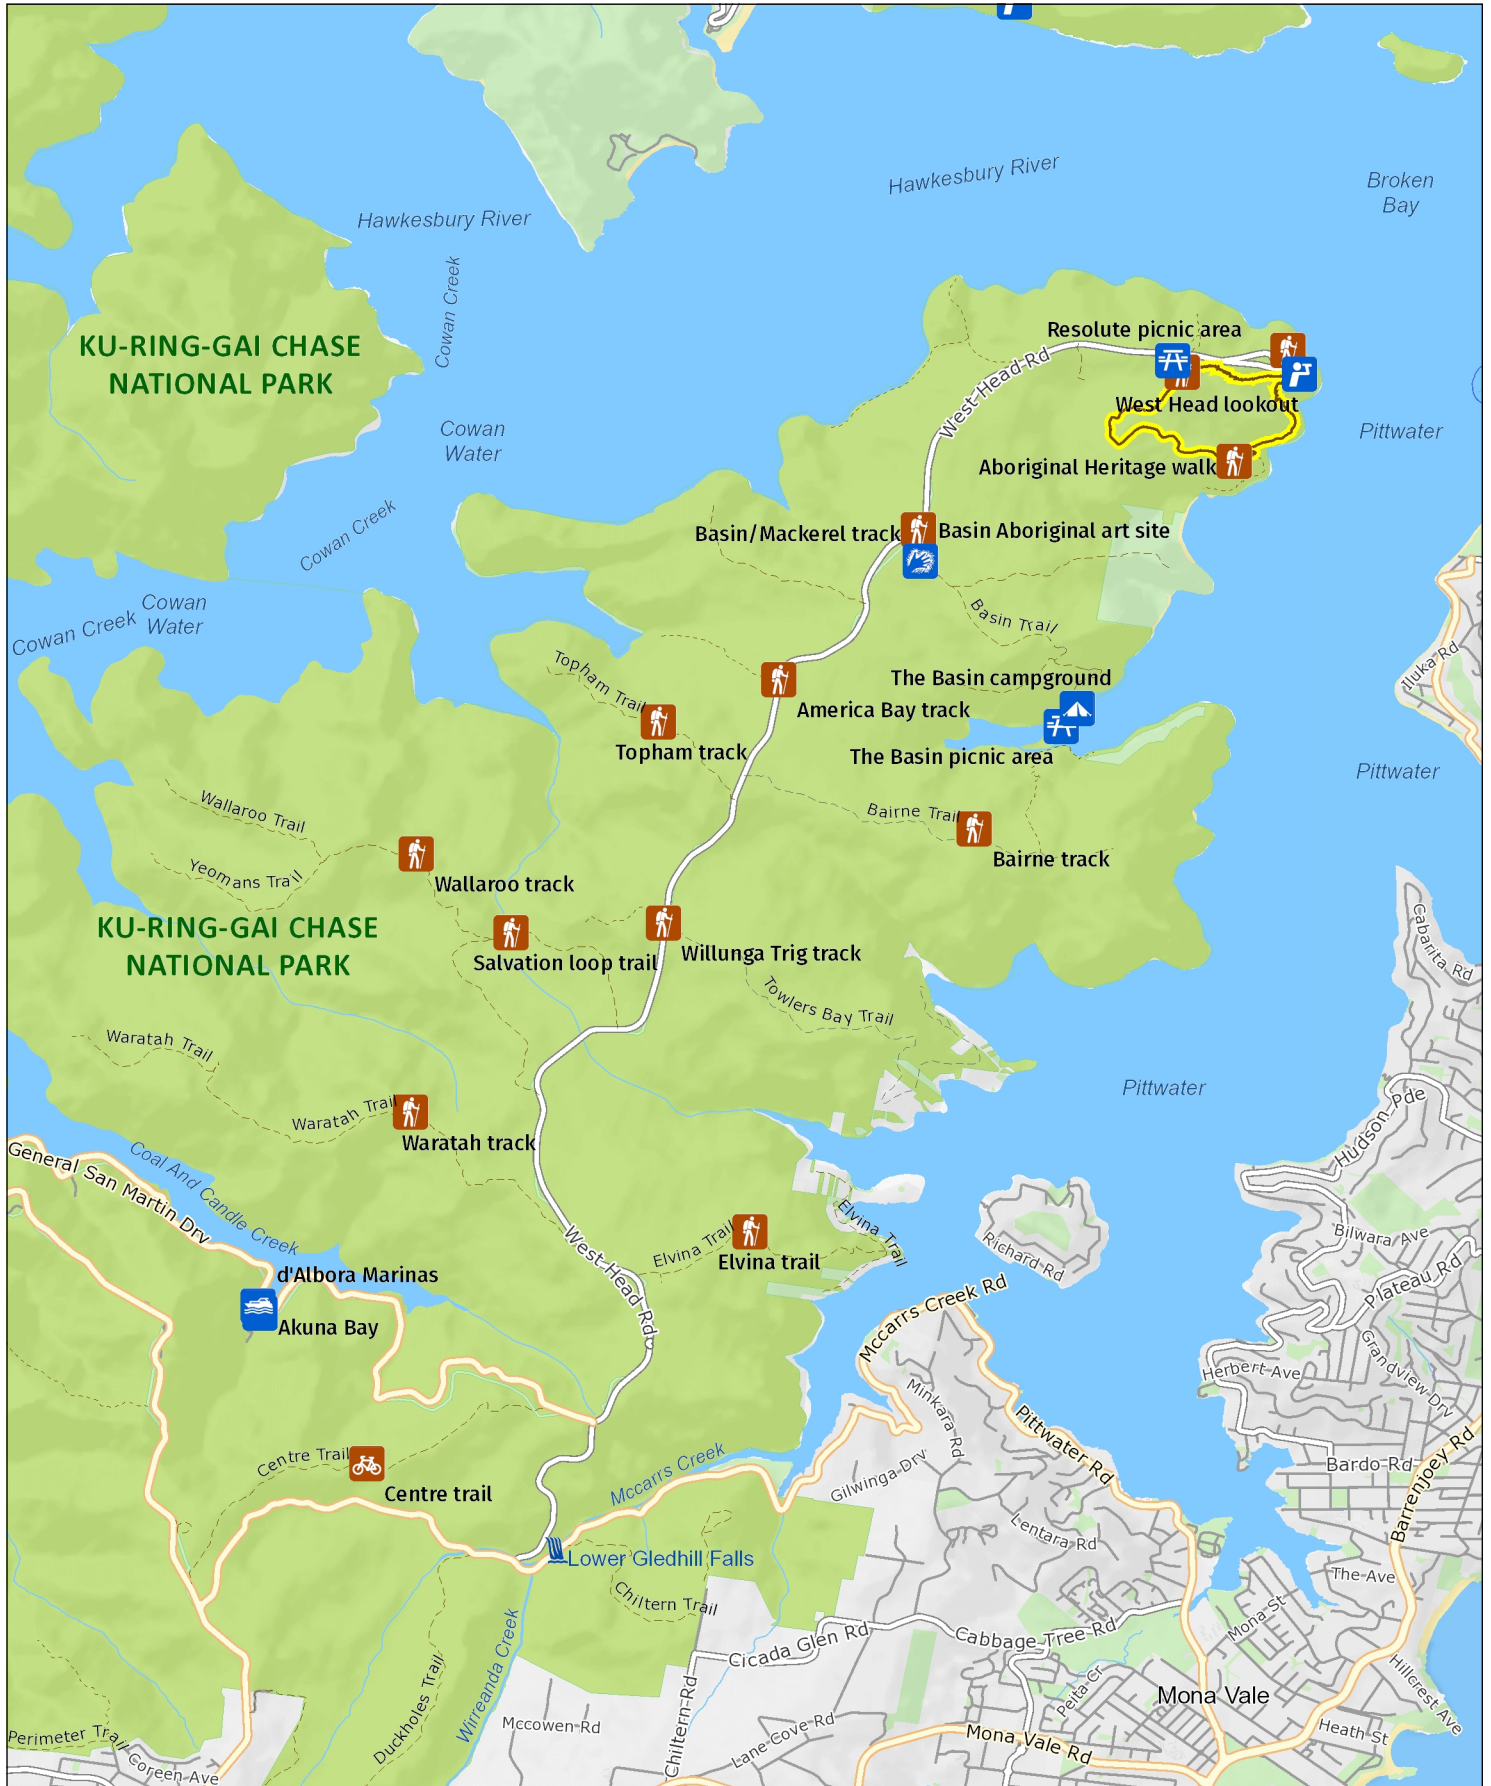 Hawkesbury River
Broken
Bay
Hawkesbury River
Cowan Creek
KU-RING-GAI CHASE
NATIONAL PARK
Resolute picnic area
West Head Rd
West Head lookout
Pittwater
Cowan
Water
Aboriginal Heritage walk
Cowan Creek
Basin/Mackerel track
Basin Aboriginal art site
Cowan
Water
Cowan Creek
Basin Trail
Iluka Rd
Topham Trail
The Basin campground
America Bay track
Topham track
The Basin picnic area
Pittwater
Wallaroo Trail
Bairne Trail
Bairne track
Yeomans Trail
Wallaroo track
KU-RING-GAI CHASE
NATIONAL PARK
Salvation loop trail
Willunga Trig track
Cabarita Rd
Towlers Bay Trail
Waratah Trail
Pittwater
Waratah Trail
Waratah track
Hudson Pde
General San Martin Drv
Coal And Candle Creek
Elvina Trail
Elvina Trail
Elvina trail
Richard Rd
Bilwara Ave
Plateau Rd
d'Albora Marinas
Akuna Bay
West Head Rd
Mccarrs Creek Rd
Herbert Ave
Grandview Drv
Minkara Rd
Pittwater Rd
Centre Trail
Centre trail
Mccarrs Creek
Gilwinga Drv
Bardo Rd
Barrenjoey Rd
Lentara Rd
Lower Gledhill Falls
Chiltern Trail
The Ave
Mona St
Cicada Glen Rd
Cabbage Tree Rd
Wirreanda Creek
Duckholes Trail
Peita Cr
Mona Vale
Hillcrest Ave
Mccowen Rd
Chiltern Rd
Lane Cove Rd
Mona Vale Rd
Heath St
Perimeter Trail
Coreen Ave